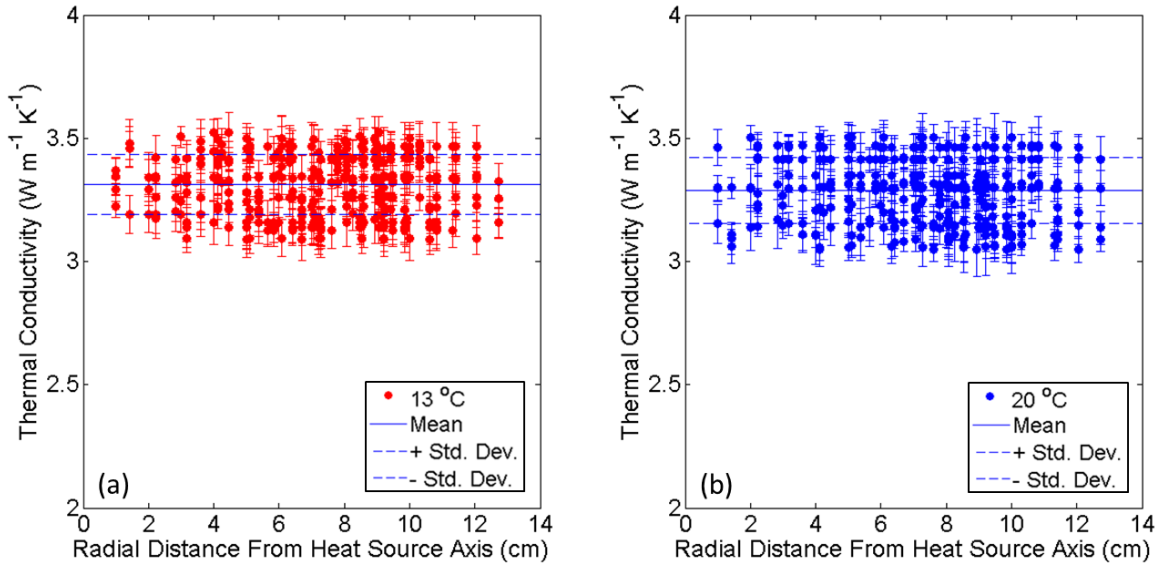 4
3.5
3
2.5
2
Thermal Conductivity (W m⁻¹ K⁻¹)
13 °C
Mean
+ Std. Dev.
- Std. Dev.
(a)
0 2 4 6 8 10 12 14
Radial Distance From Heat Source Axis (cm)
4
3.5
3
2.5
2
Thermal Conductivity (W m⁻¹ K⁻¹)
20 °C
Mean
+ Std. Dev.
- Std. Dev.
(b)
0 2 4 6 8 10 12 14
Radial Distance From Heat Source Axis (cm)